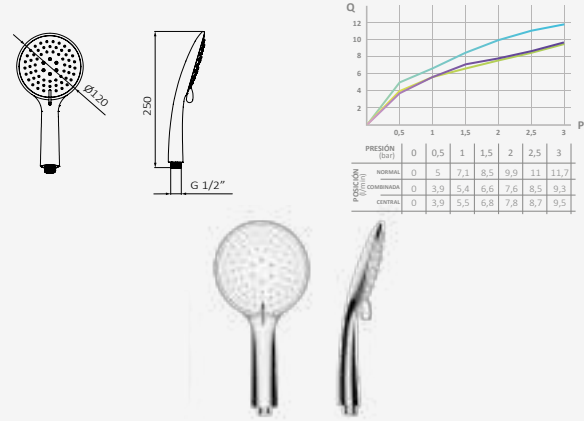 Ø120
250
G 1/2”
Q
12
10
8
6
4
2
0,5 1 1,5 2 2,5 3
P
PRESIÓN (bar) 0 0,5 1 1,5 2 2,5 3
POSICIÓN (l/min)
NORMAL 0 5 7,1 8,5 9,9 11 11,7
COMBINADA 0 3,9 5,4 6,6 7,6 8,5 9,3
CENTRAL 0 3,9 5,5 6,8 7,8 8,7 9,5